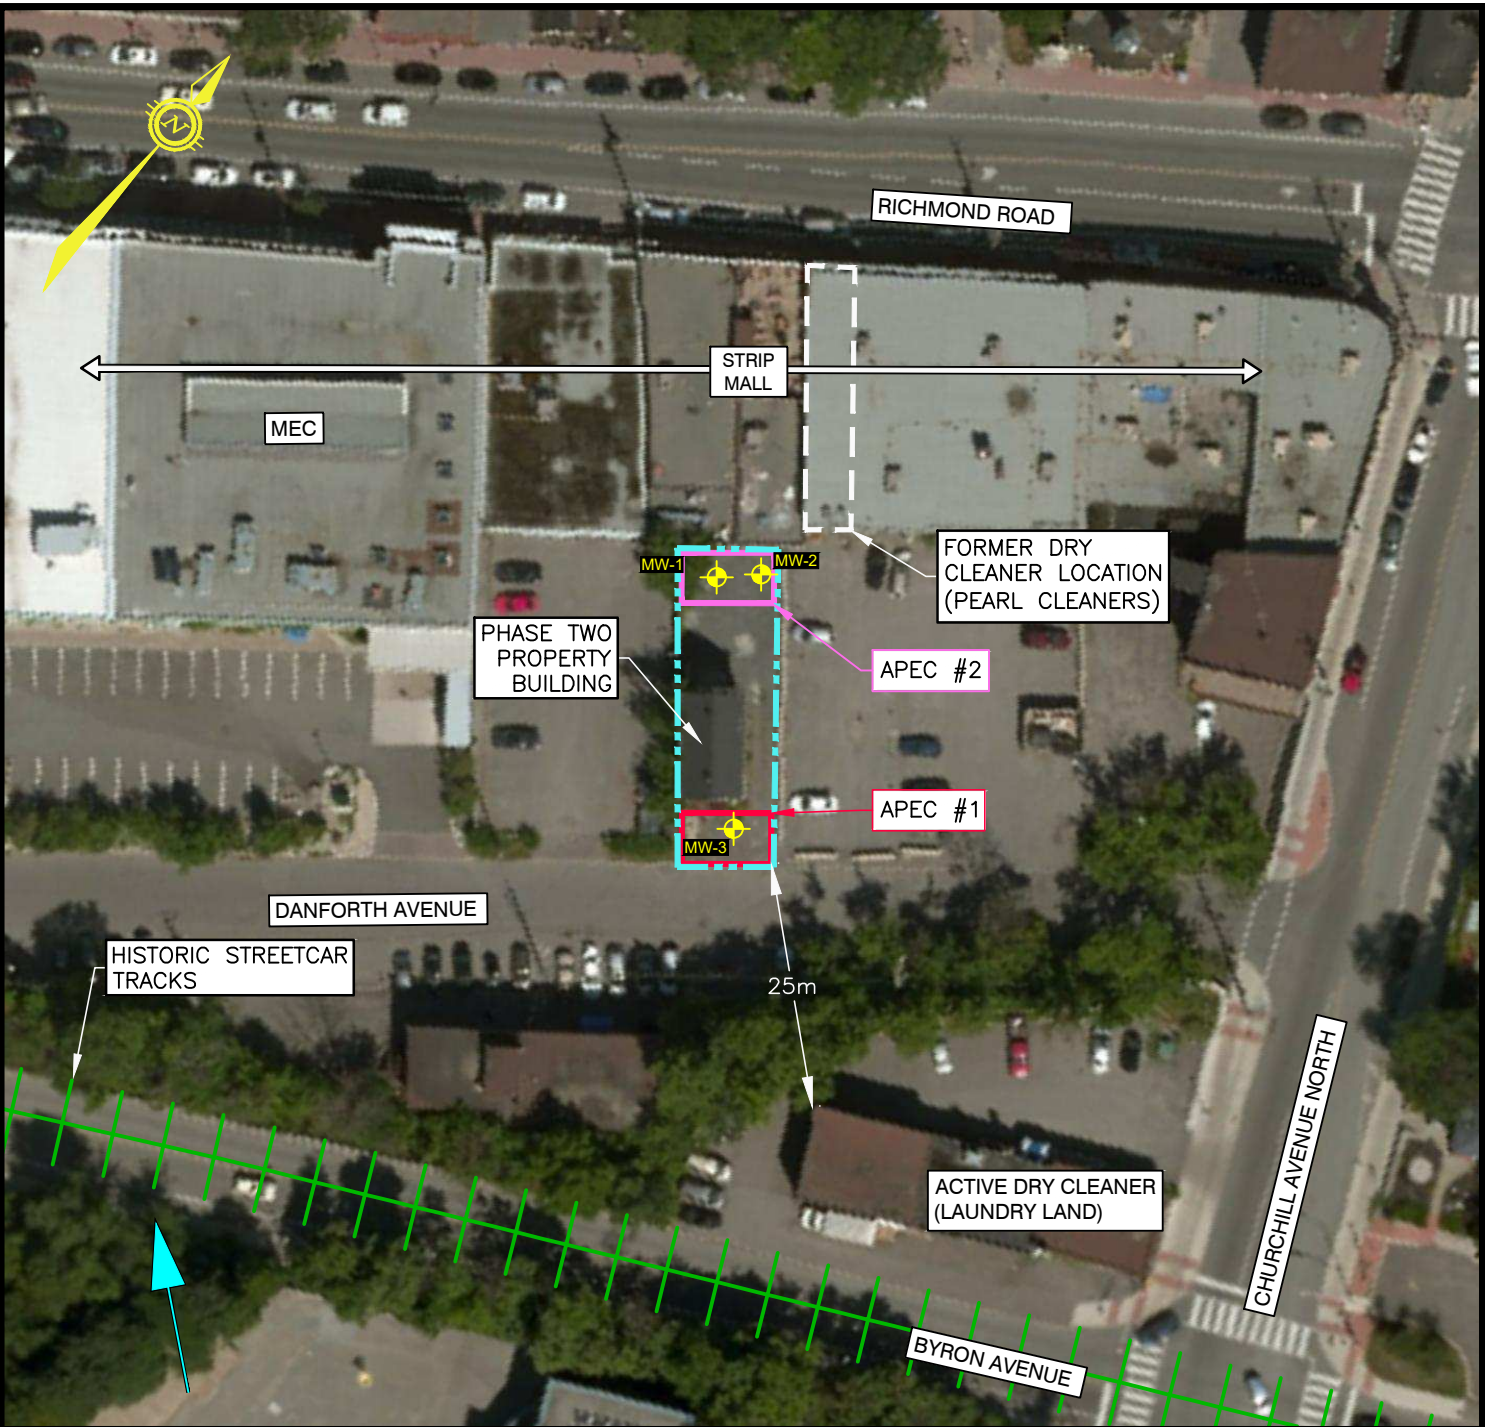 N
RICHMOND ROAD
STRIP
MALL
MEC
FORMER DRY
CLEANER LOCATION
(PEARL CLEANERS)
MW-1
MW-2
PHASE TWO
PROPERTY
BUILDING
APEC #2
APEC #1
MW-3
DANFORTH AVENUE
HISTORIC STREETCAR
TRACKS
25m
ACTIVE DRY CLEANER
(LAUNDRY LAND)
CHURCHILL AVENUE NORTH
BYRON AVENUE